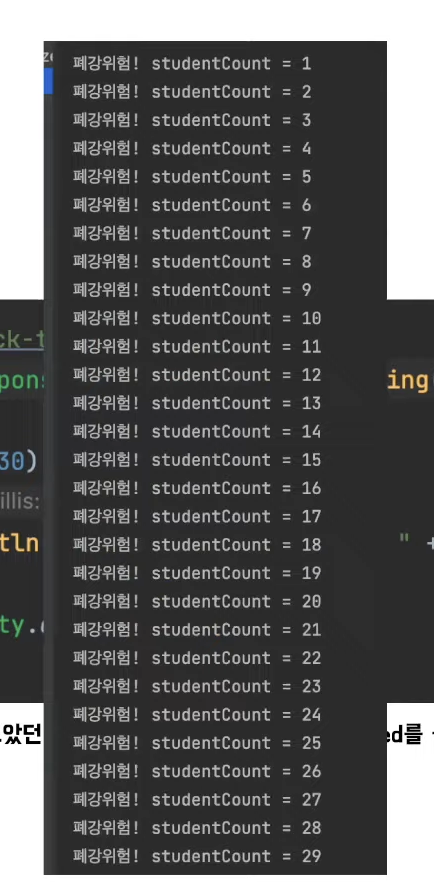 폐강위험! studentCount = 1
폐강위험! studentCount = 2
폐강위험! studentCount = 3
폐강위험! studentCount = 4
폐강위험! studentCount = 5
폐강위험! studentCount = 6
폐강위험! studentCount = 7
폐강위험! studentCount = 8
폐강위험! studentCount = 9
폐강위험! studentCount = 10
폐강위험! studentCount = 11
폐강위험! studentCount = 12
폐강위험! studentCount = 13
폐강위험! studentCount = 14
폐강위험! studentCount = 15
폐강위험! studentCount = 16
폐강위험! studentCount = 17
폐강위험! studentCount = 18
폐강위험! studentCount = 19
폐강위험! studentCount = 20
폐강위험! studentCount = 21
폐강위험! studentCount = 22
폐강위험! studentCount = 23
폐강위험! studentCount = 24
폐강위험! studentCount = 25
폐강위험! studentCount = 26
폐강위험! studentCount = 27
폐강위험! studentCount = 28
폐강위험! studentCount = 29
ck-t
pons ing
30)
illis:
tln " +
ty.
았던 ed를